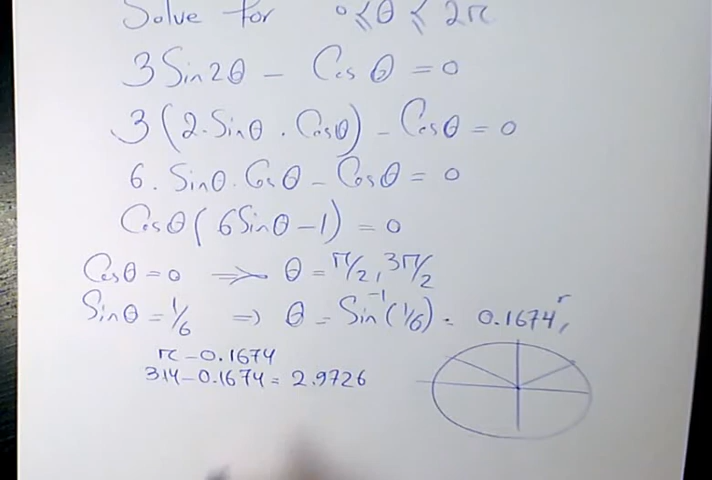 Solve for 0 ≤ θ ≤ 2π
3 Sin2θ - Cosθ = 0
3(2·Sinθ·Cosθ) - Cosθ = 0
6. Sinθ·Cosθ - Cosθ = 0
Cosθ(6Sinθ - 1) = 0
Cosθ = 0 ⇒ θ = π/2, 3π/2
Sinθ = 1/6 ⇒ θ = Sin⁻¹(1/6) = 0.1674ʳ,
π - 0.1674
3.14 - 0.1674 = 2.9726